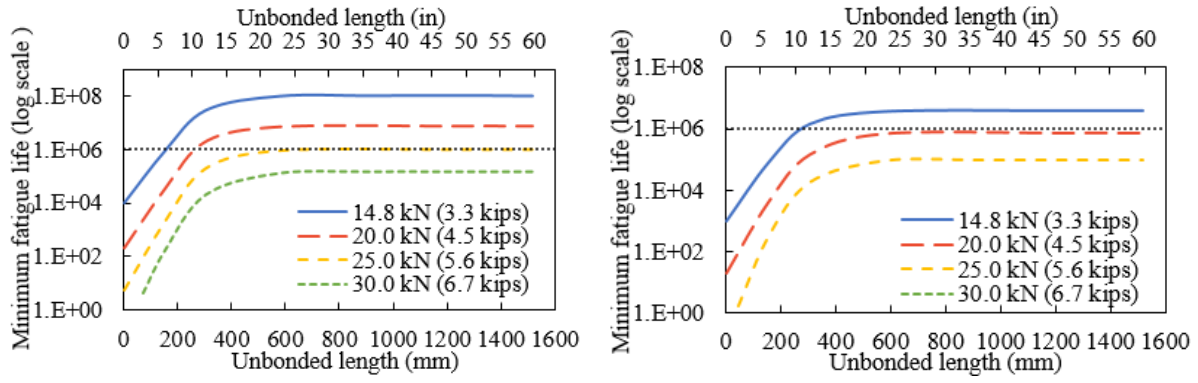 Unbonded length (in)
0 5 10 15 20 25 30 35 40 45 50 55 60
Minimum fatigue life (log scale)
1.E+08
1.E+06
1.E+04
1.E+02
1.E+00
14.8 kN (3.3 kips)
20.0 kN (4.5 kips)
25.0 kN (5.6 kips)
30.0 kN (6.7 kips)
0 200 400 600 800 1000 1200 1400 1600
Unbonded length (mm)
Unbonded length (in)
0 5 10 15 20 25 30 35 40 45 50 55 60
Minimum fatigue life (log scale)
1.E+08
1.E+06
1.E+04
1.E+02
1.E+00
14.8 kN (3.3 kips)
20.0 kN (4.5 kips)
25.0 kN (5.6 kips)
30.0 kN (6.7 kips)
0 200 400 600 800 1000 1200 1400 1600
Unbonded length (mm)